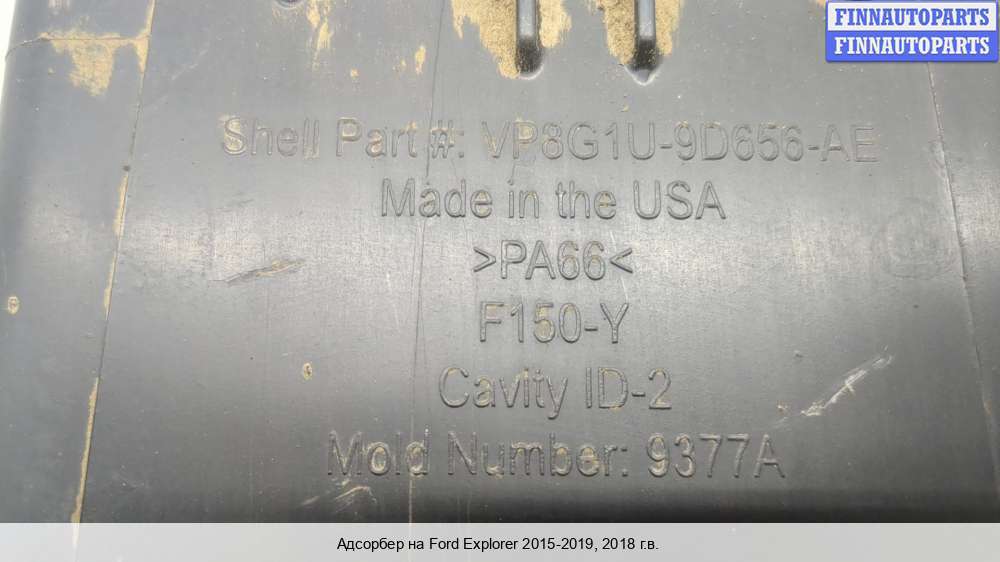 FINNAUTOPARTS
FINNAUTOPARTS
Shell Part #: VP8G1U-9D656-AE
Made in the USA
>PA66<
F150-Y
Cavity ID-2
Mold Number: 9377A
Адсорбер на Ford Explorer 2015-2019, 2018 г.в.